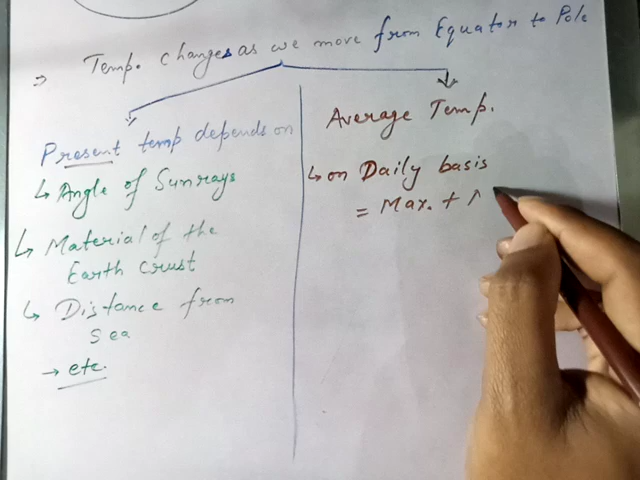 ⇒ Temp. changes as we move from Equator to Pole
Present temp depends on
↳ Angle of Sunrays
↳ Material of the
Earth crust
↳ Distance from
Sea
→ etc.
Average Temp.
↳ on Daily basis
= Max. +